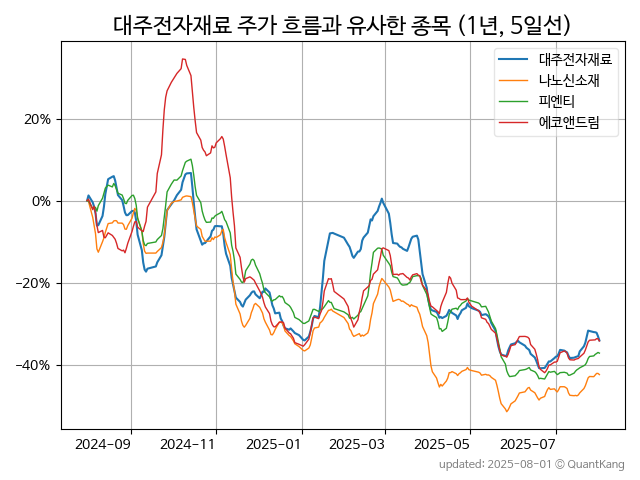 대주전자재료 주가 흐름과 유사한 종목 (1년, 5일선)
대주전자재료
나노신소재
피엔티
에코앤드림
20%
0%
−20%
−40%
2024-09 2024-11 2025-01 2025-03 2025-05 2025-07
updated: 2025-08-01 © QuantKang